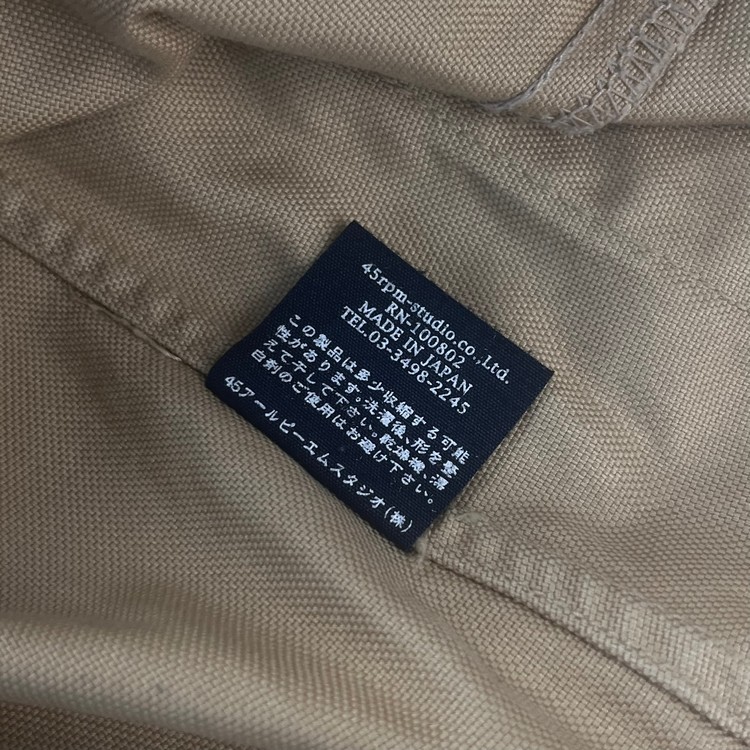 45rpm-studio.co.,Ltd.
RN-100802
MADE IN JAPAN
TEL.03-3498-2245
この製品は多少収縮する可能
性があります。洗濯後、形を整
えて干して下さい。乾燥機、漂
白剤のご使用はお避け下さい。
45アールピーエムスタジオ(株)